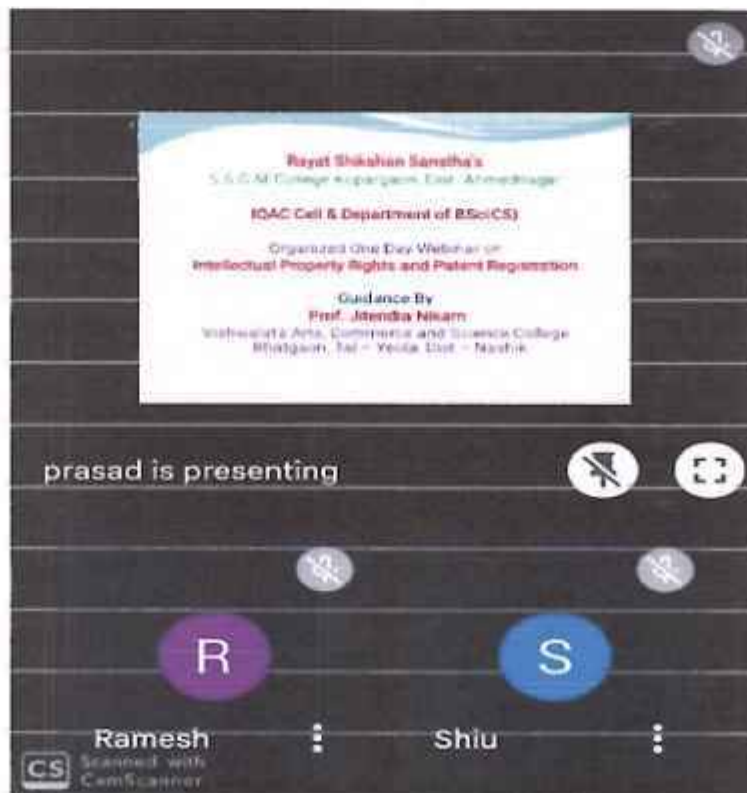 Rayat Shikshan Sanstha's
S.S.G.M College Kopargaon, Dist- Ahmednagar
IQAC Cell & Department of BSc(CS)
Organized One Day Webinar on
Intellectual Property Rights and Patent Registration
Guidance By
Prof. Jitendra Nikam
Vishwalata Arts, Commerce and Science College
Bhatgaon, Tal - Yeola, Dist - Nashik
prasad is presenting
R
S
Ramesh
Shiu
CS
Scanned with
CamScanner